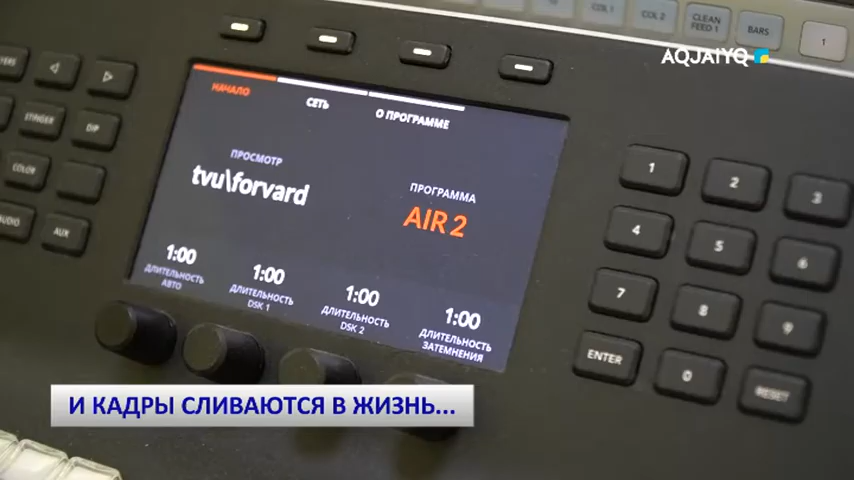 COL 1
COL 2
CLEAN
FEED 1
BARS
1
AQJAIYQ
НАЧАЛО
СЕТЬ
О ПРОГРАММЕ
ПРОСМОТР
tvu\forvard
ПРОГРАММА
AIR 2
1:00
ДЛИТЕЛЬНОСТЬ
АВТО
1:00
ДЛИТЕЛЬНОСТЬ
DSK 1
1:00
ДЛИТЕЛЬНОСТЬ
DSK 2
1:00
ДЛИТЕЛЬНОСТЬ
ЗАТЕМНЕНИЯ
STINGER
DIP
COLOR
AUX
1
2
3
4
5
6
7
8
9
ENTER
0
RESET
И КАДРЫ СЛИВАЮТСЯ В ЖИЗНЬ...